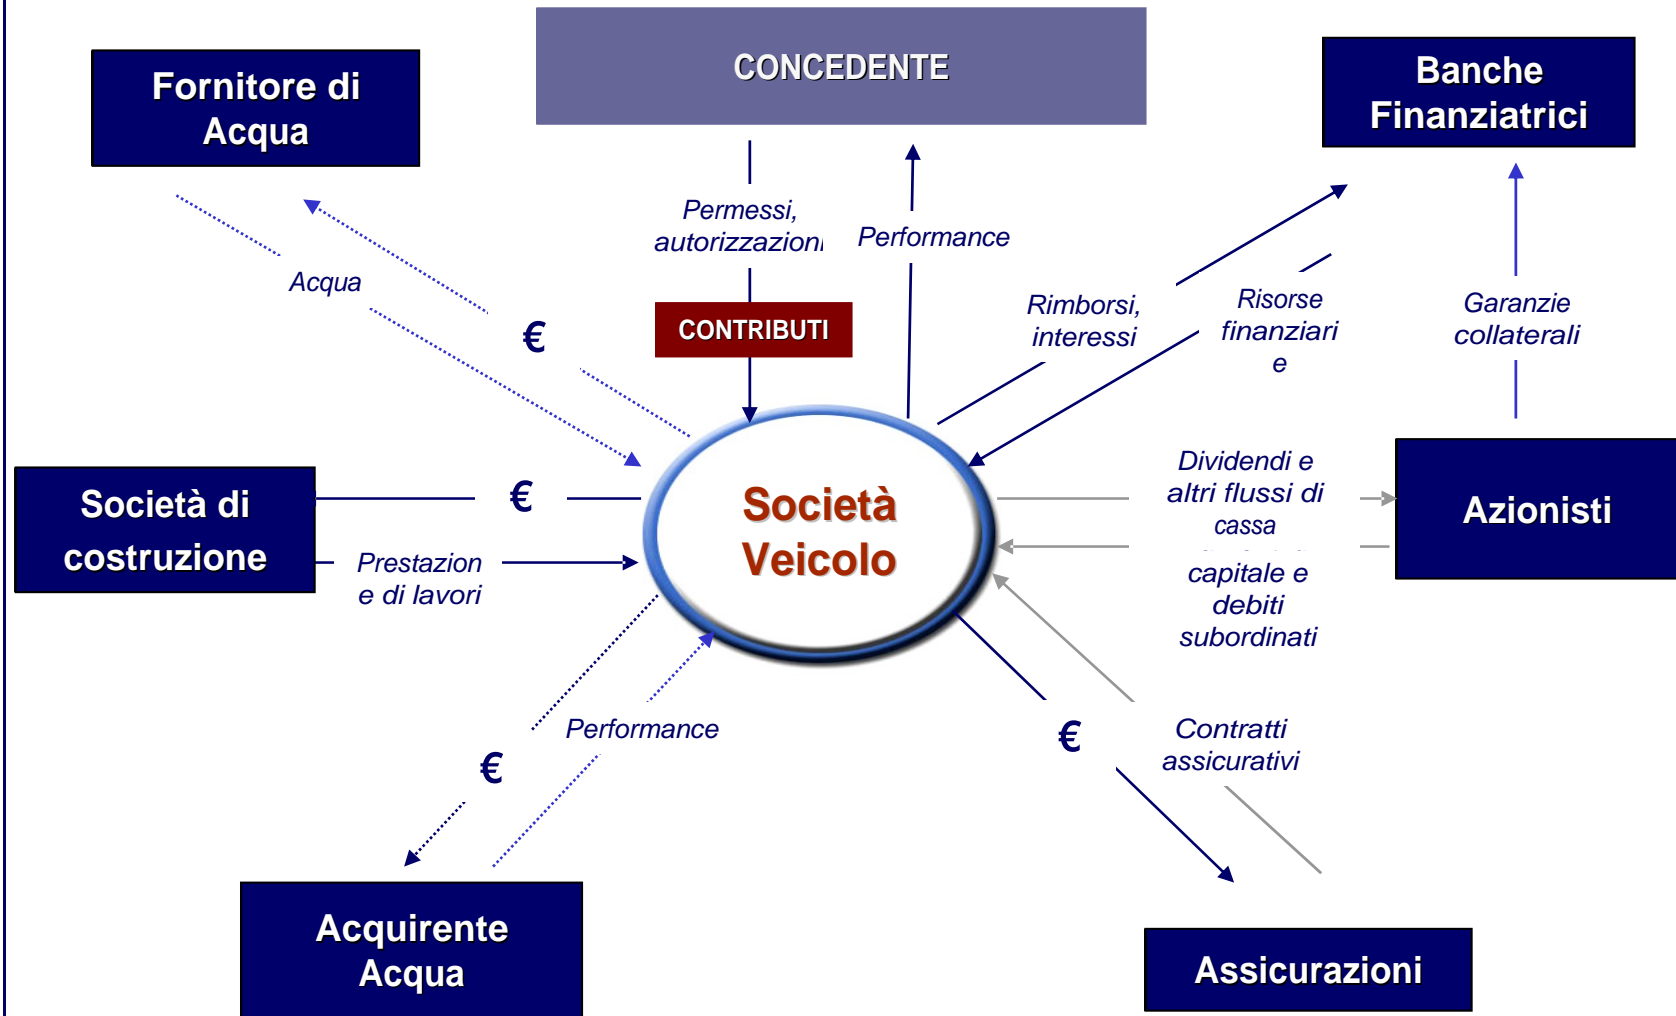 CONCEDENTE
Fornitore di
Acqua
Banche
Finanziatrici
Permessi,
autorizzazioni
Performance
Acqua
€
CONTRIBUTI
Rimborsi,
interessi
Risorse
finanziari
e
Garanzie
collaterali
Società di
costruzione
€
Prestazion
e di lavori
Società
Veicolo
Dividendi e
altri flussi di
cassa
capitale e
debiti
subordinati
Azionisti
Performance
€
€
Contratti
assicurativi
Acquirente
Acqua
Assicurazioni